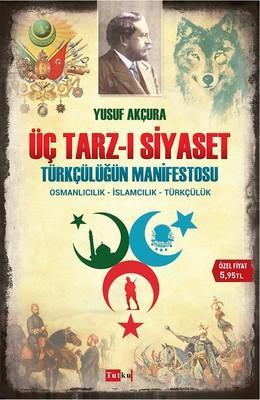 YUSUF AKÇURA
ÜÇ TARZ-I SİYASET
TÜRKÇÜLÜĞÜN MANİFESTOSU
OSMANLICILIK - İSLAMCILIK - TÜRKÇÜLÜK
ÖZEL FİYAT
5,95TL
Tutku